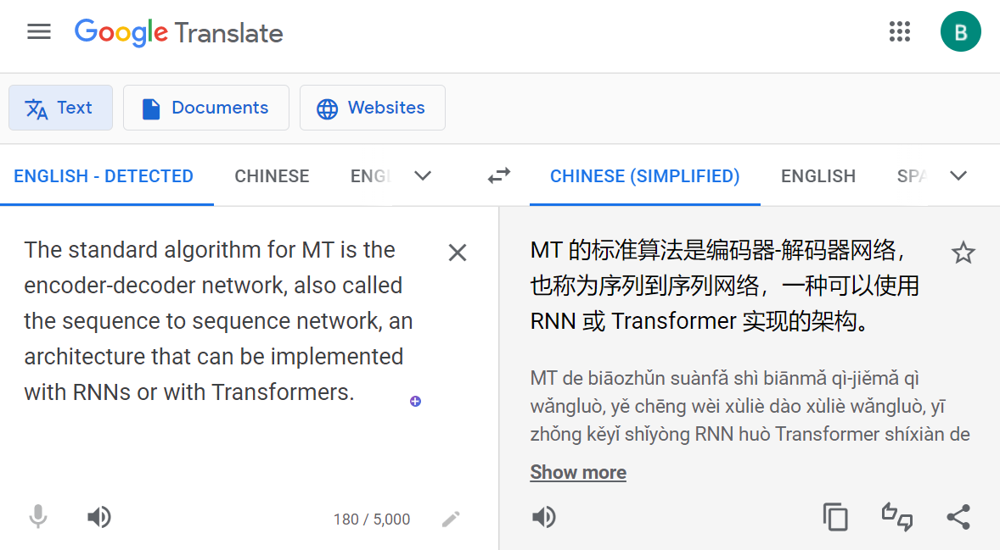 Google Translate
B
Text
Documents
Websites
ENGLISH - DETECTED
CHINESE
ENGL
CHINESE (SIMPLIFIED)
ENGLISH
SPA
The standard algorithm for MT is the
encoder-decoder network, also called
the sequence to sequence network, an
architecture that can be implemented
with RNNs or with Transformers.
180 / 5,000
MT 的标准算法是编码器-解码器网络，
也称为序列到序列网络，一种可以使用
RNN 或 Transformer 实现的架构。
MT de biāozhǔn suànfǎ shì biānmǎ qì-jiěmǎ qì
wǎngluò, yě chēng wèi xùliè dào xùliè wǎngluò, yī
zhǒng kěyǐ shǐyòng RNN huò Transformer shíxiàn de
Show more